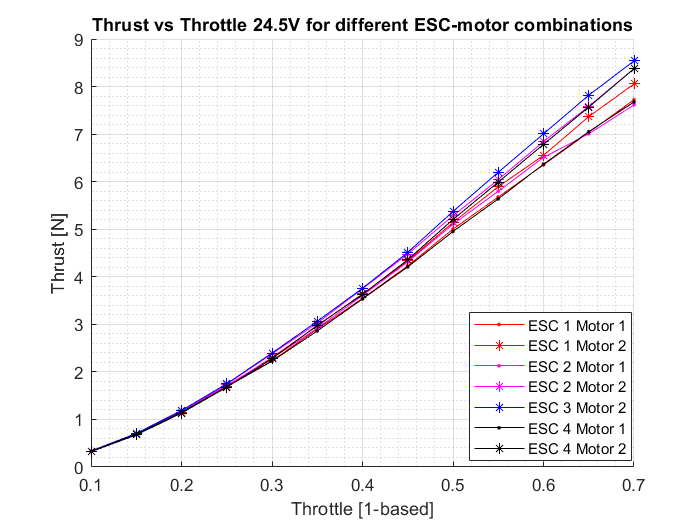 Thrust vs Throttle 24.5V for different ESC-motor combinations
9
8
7
6
5
4
3
2
1
0
Thrust [N]
ESC 1 Motor 1
ESC 1 Motor 2
ESC 2 Motor 1
ESC 2 Motor 2
ESC 3 Motor 2
ESC 4 Motor 1
ESC 4 Motor 2
0.1 0.2 0.3 0.4 0.5 0.6 0.7
Throttle [1-based]